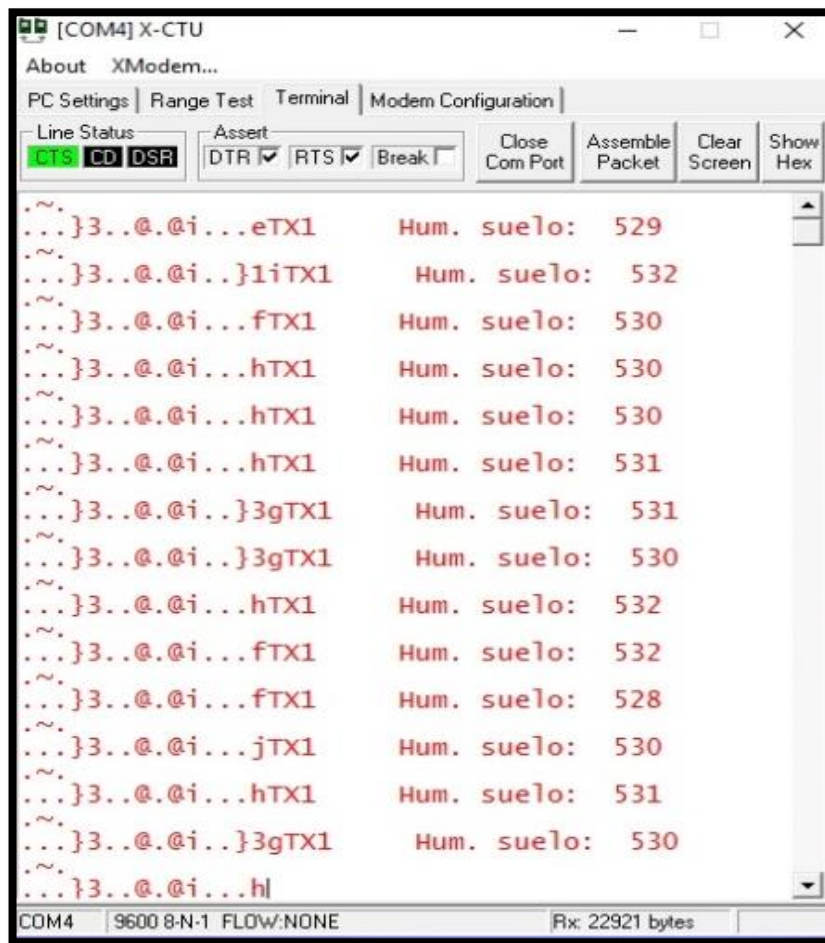 [COM4] X-CTU
About XModem...
PC Settings Range Test Terminal Modem Configuration
Line Status Assert
CTS CD DSR DTR RTS Break Close Com Port Assemble Packet Clear Screen Show Hex
.~.
...}3..@.@i...eTX1 Hum. suelo: 529
.~.
...}3..@.@i..}1iTX1 Hum. suelo: 532
.~.
...}3..@.@i...fTX1 Hum. suelo: 530
.~.
...}3..@.@i...hTX1 Hum. suelo: 530
.~.
...}3..@.@i...hTX1 Hum. suelo: 530
.~.
...}3..@.@i...hTX1 Hum. suelo: 531
.~.
...}3..@.@i..}3gTX1 Hum. suelo: 531
.~.
...}3..@.@i..}3gTX1 Hum. suelo: 530
.~.
...}3..@.@i...hTX1 Hum. suelo: 532
.~.
...}3..@.@i...fTX1 Hum. suelo: 532
.~.
...}3..@.@i...fTX1 Hum. suelo: 528
.~.
...}3..@.@i...jTX1 Hum. suelo: 530
.~.
...}3..@.@i...hTX1 Hum. suelo: 531
.~.
...}3..@.@i..}3gTX1 Hum. suelo: 530
.~.
...}3..@.@i...h
COM4 9600 8-N-1 FLOW:NONE Rx: 22921 bytes